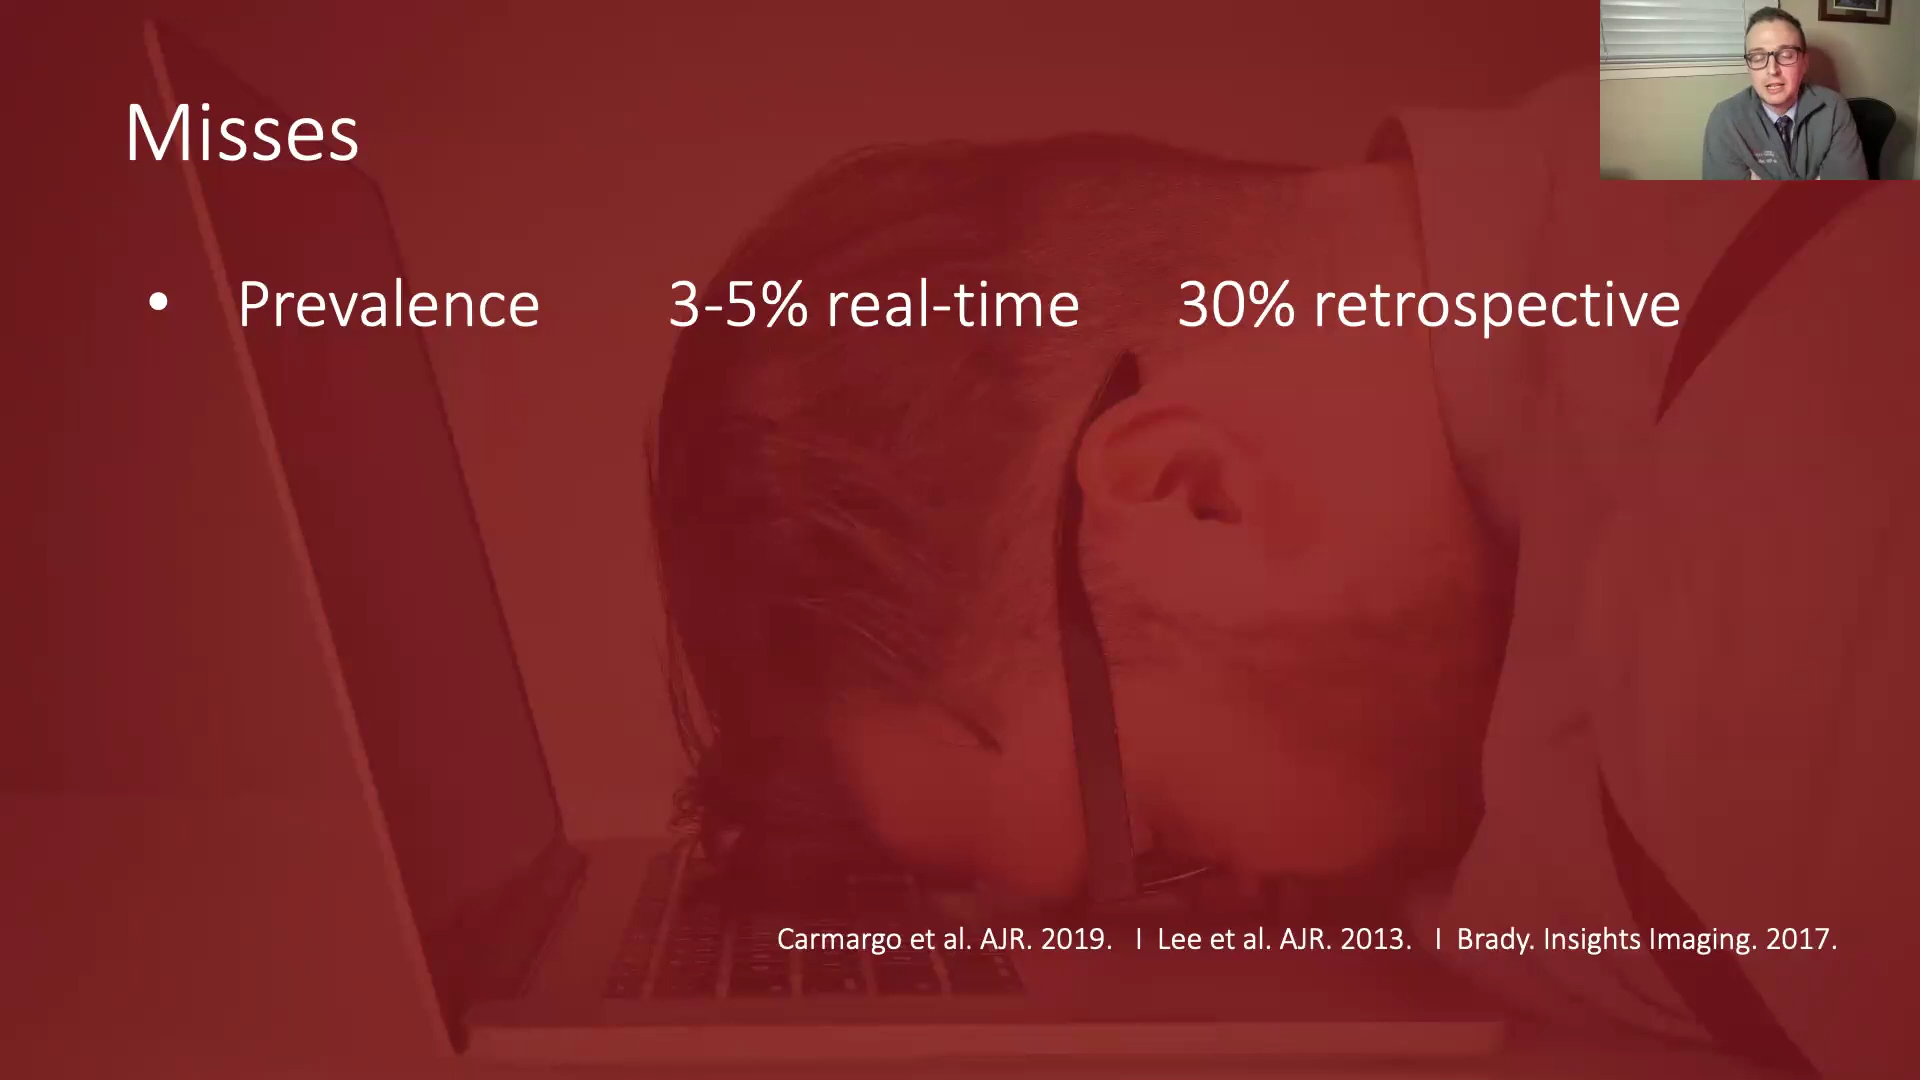 Misses
• Prevalence 3-5% real-time 30% retrospective
Carmargo et al. AJR. 2019. I Lee et al. AJR. 2013. I Brady. Insights Imaging. 2017.